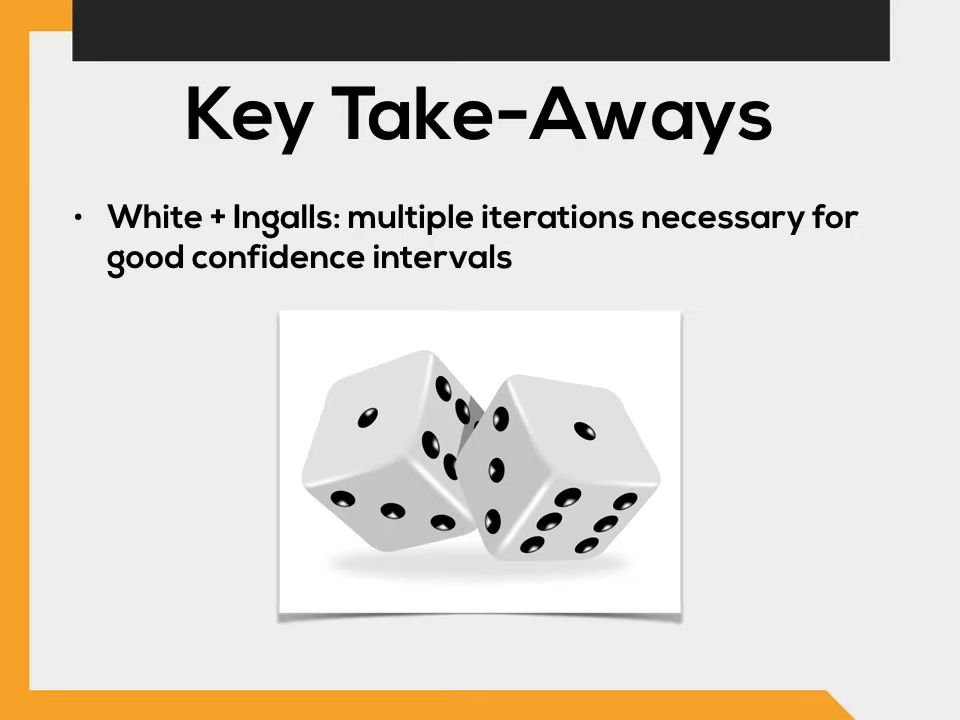 Key Take-Aways
• White + Ingalls: multiple iterations necessary for
good confidence intervals